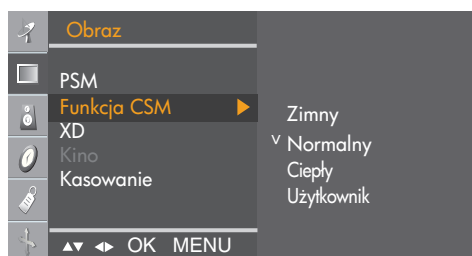 Obraz
PSM
Funkcja CSM
XD
Kino
Kasowanie
Zimny
v Normalny
Ciepły
Użytkownik
OK MENU